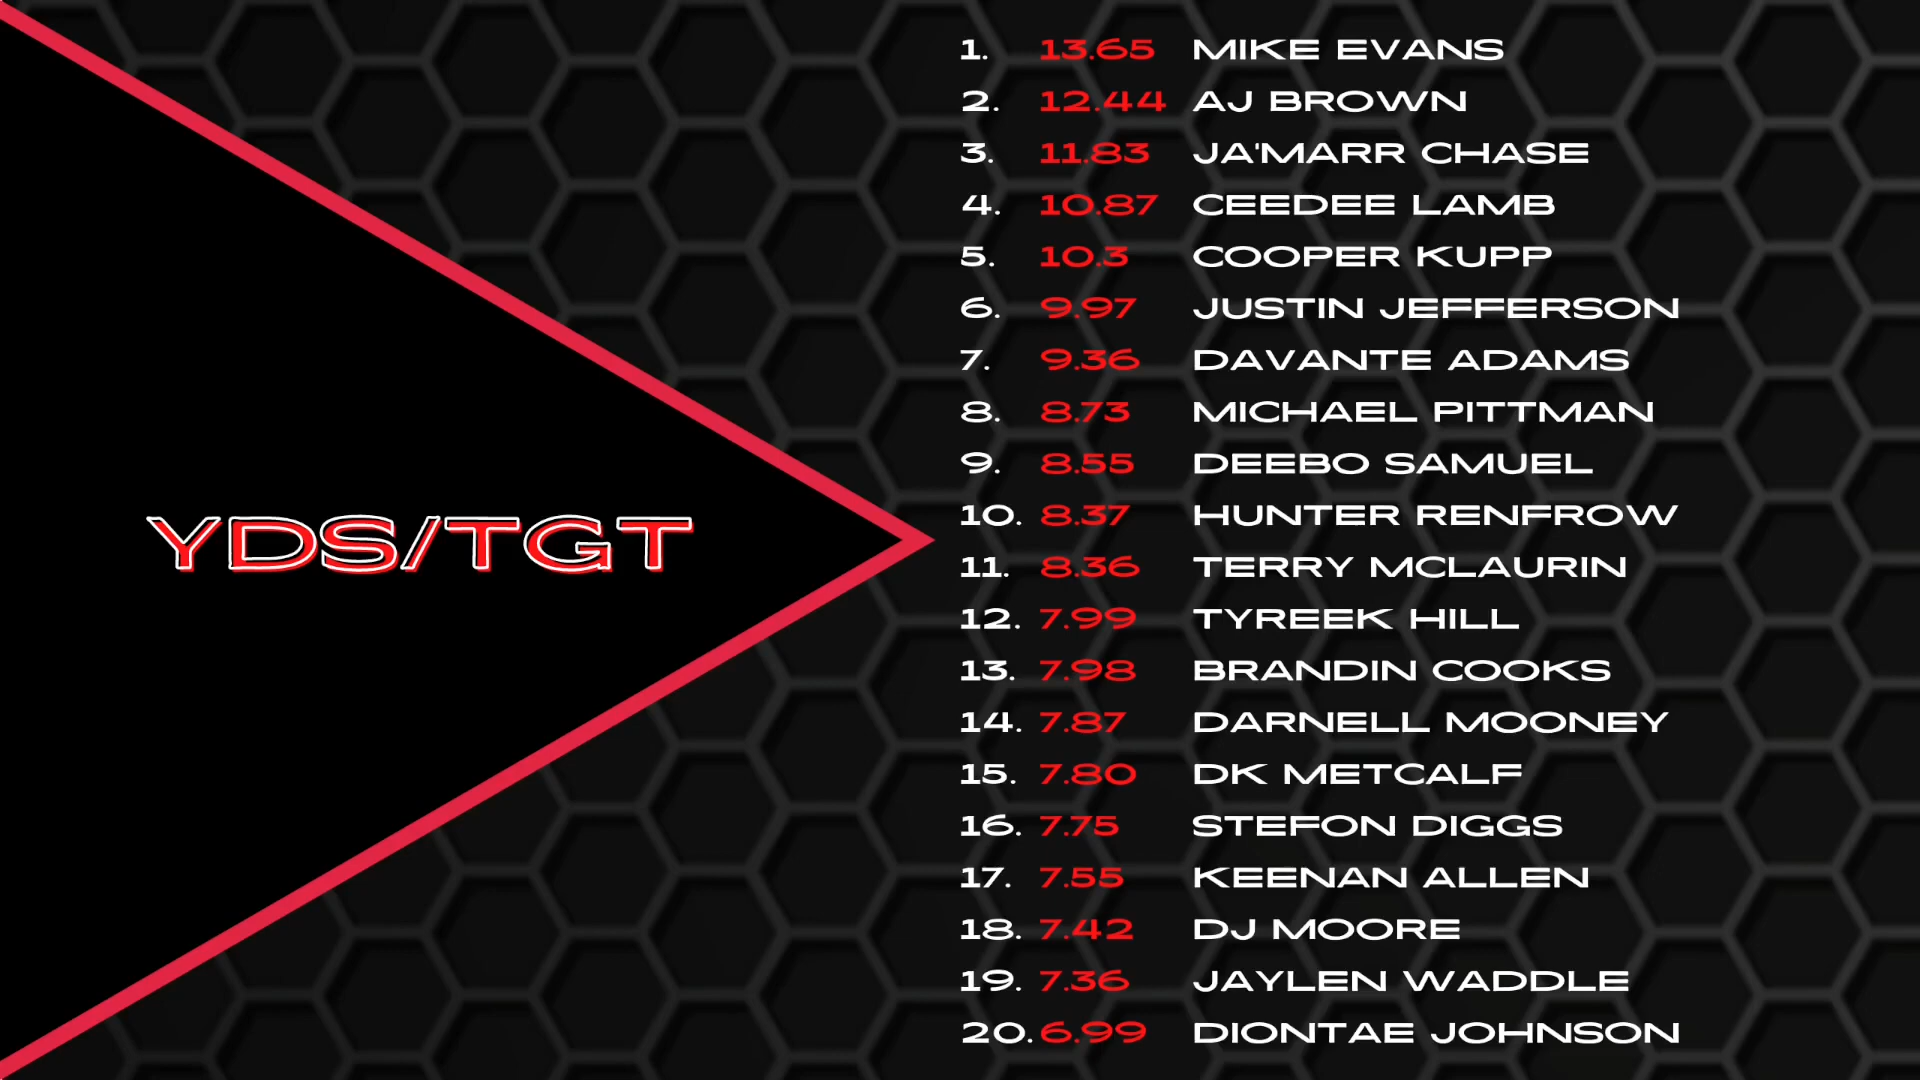 YDS/TGT
1. 13.65 MIKE EVANS
2. 12.44 AJ BROWN
3. 11.83 JA'MARR CHASE
4. 10.87 CEEDEE LAMB
5. 10.3 COOPER KUPP
6. 9.97 JUSTIN JEFFERSON
7. 9.36 DAVANTE ADAMS
8. 8.73 MICHAEL PITTMAN
9. 8.55 DEEBO SAMUEL
10. 8.37 HUNTER RENFROW
11. 8.36 TERRY MCLAURIN
12. 7.99 TYREEK HILL
13. 7.98 BRANDIN COOKS
14. 7.87 DARNELL MOONEY
15. 7.80 DK METCALF
16. 7.75 STEFON DIGGS
17. 7.55 KEENAN ALLEN
18. 7.42 DJ MOORE
19. 7.36 JAYLEN WADDLE
20. 6.99 DIONTAE JOHNSON